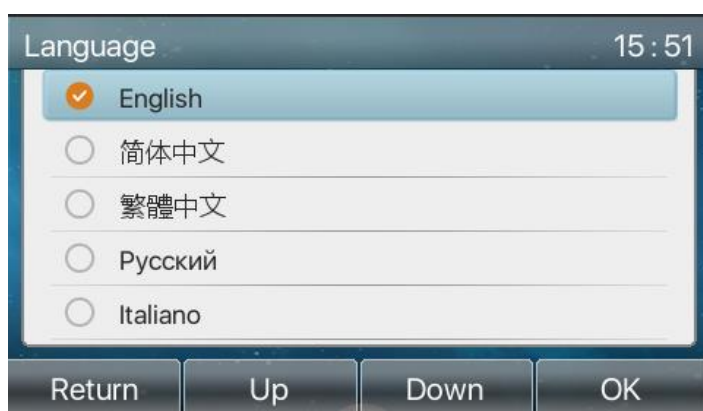 Language 15:51
English
简体中文
繁體中文
Русский
Italiano
Return Up Down OK